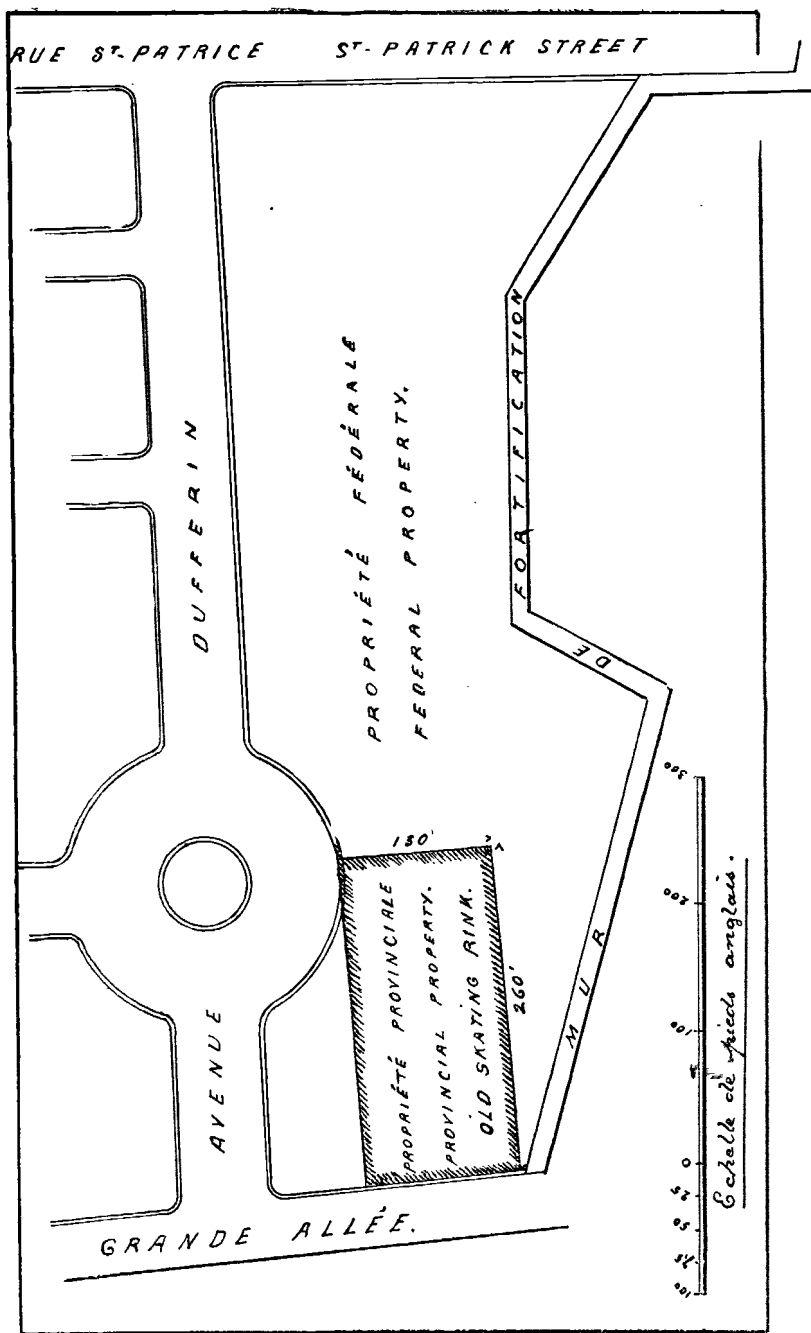 RUE ST-PATRICE ST-PATRICK STREET
AVENUE DUFFERIN
PROPRIÉTÉ FÉDÉRALE
FEDERAL PROPERTY.
MUR DE FORTIFICATION
130'
PROPRIÉTÉ PROVINCIALE
PROVINCIAL PROPERTY.
OLD SKATING RINK.
260'
GRANDE ALLÉE.
100 75 50 25 0 100 200 300
Echelle de pieds anglais.